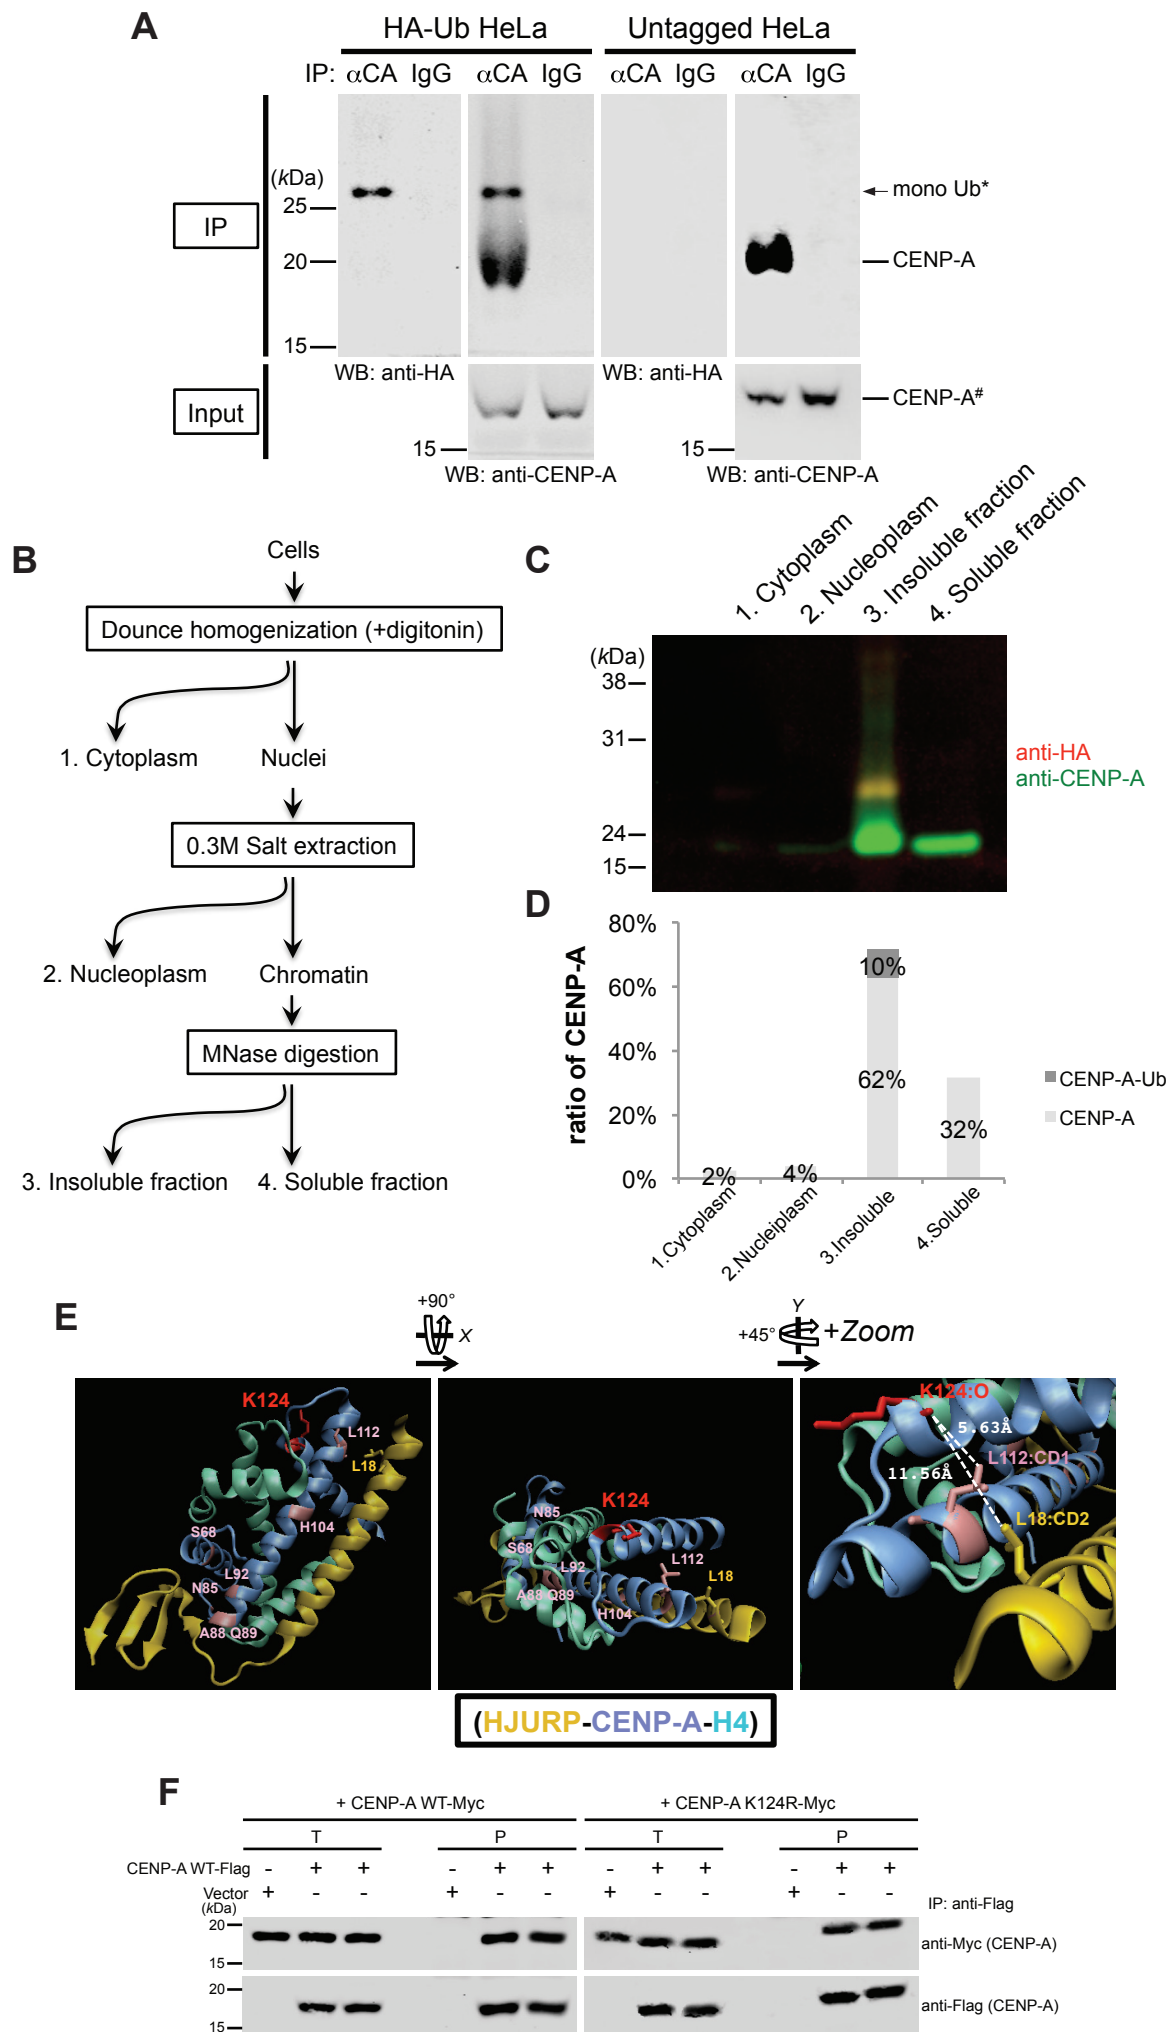 A
HA-Ub HeLa Untagged HeLa
IP: αCA IgG αCA IgG αCA IgG αCA IgG
(kDa)
mono Ub*
25
IP
20
CENP-A
15
WB: anti-HA WB: anti-HA
Input
CENP-A#
15 15
WB: anti-CENP-A WB: anti-CENP-A
B
Cells
Dounce homogenization (+digitonin)
1. Cytoplasm Nuclei
0.3M Salt extraction
2. Nucleoplasm Chromatin
MNase digestion
3. Insoluble fraction 4. Soluble fraction
C
1. Cytoplasm
2. Nucleoplasm
3. Insoluble fraction
4. Soluble fraction
(kDa)
38
31
24
15
anti-HA
anti-CENP-A
D
ratio of CENP-A
80%
60%
40%
20%
0%
2%
4%
10%
62%
32%
1.Cytoplasm
2.Nucleiplasm
3.Insoluble
4.Soluble
CENP-A-Ub
CENP-A
E
+90°
X
Y
+45°
+Zoom
K124
L112
L18
H104
S68
L92
N85
A88 Q89
N85
K124
S68
L92
L112
L18
A88 Q89
H104
K124:O
5.63Å
L112:CD1
11.56Å
L18:CD2
(HJURP-CENP-A-H4)
F
+ CENP-A WT-Myc + CENP-A K124R-Myc
T P T P
CENP-A WT-Flag - + + - + + - + + - + +
Vector + - - + - - + - - + - -
(kDa)
IP: anti-Flag
20
anti-Myc (CENP-A)
15
20
anti-Flag (CENP-A)
15